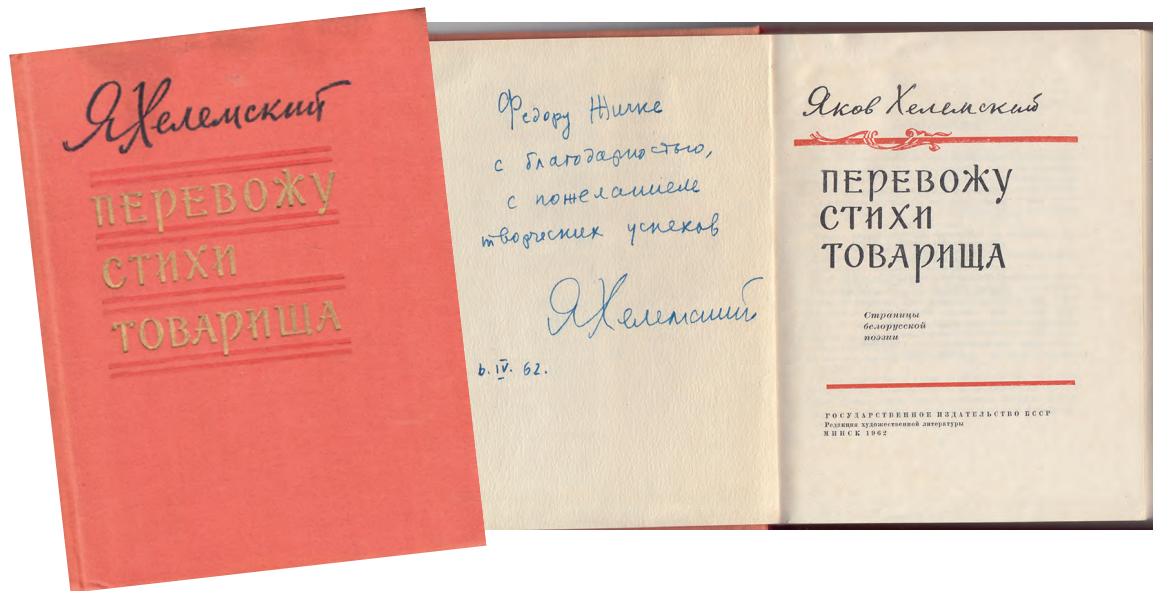 Я Хелемский
ПЕРЕВОЖУ
СТИХИ
ТОВАРИЩА
Федору Жичке
с благодарностью,
с пожеланием
творческих успехов
Я Хелемский
6. IV. 62.
Яков Хелемский
ПЕРЕВОЖУ
СТИХИ
ТОВАРИЩА
Страницы
белорусской
поэзии
ГОСУДАРСТВЕННОЕ ИЗДАТЕЛЬСТВО БССР
Редакция художественной литературы
МИНСК 1962